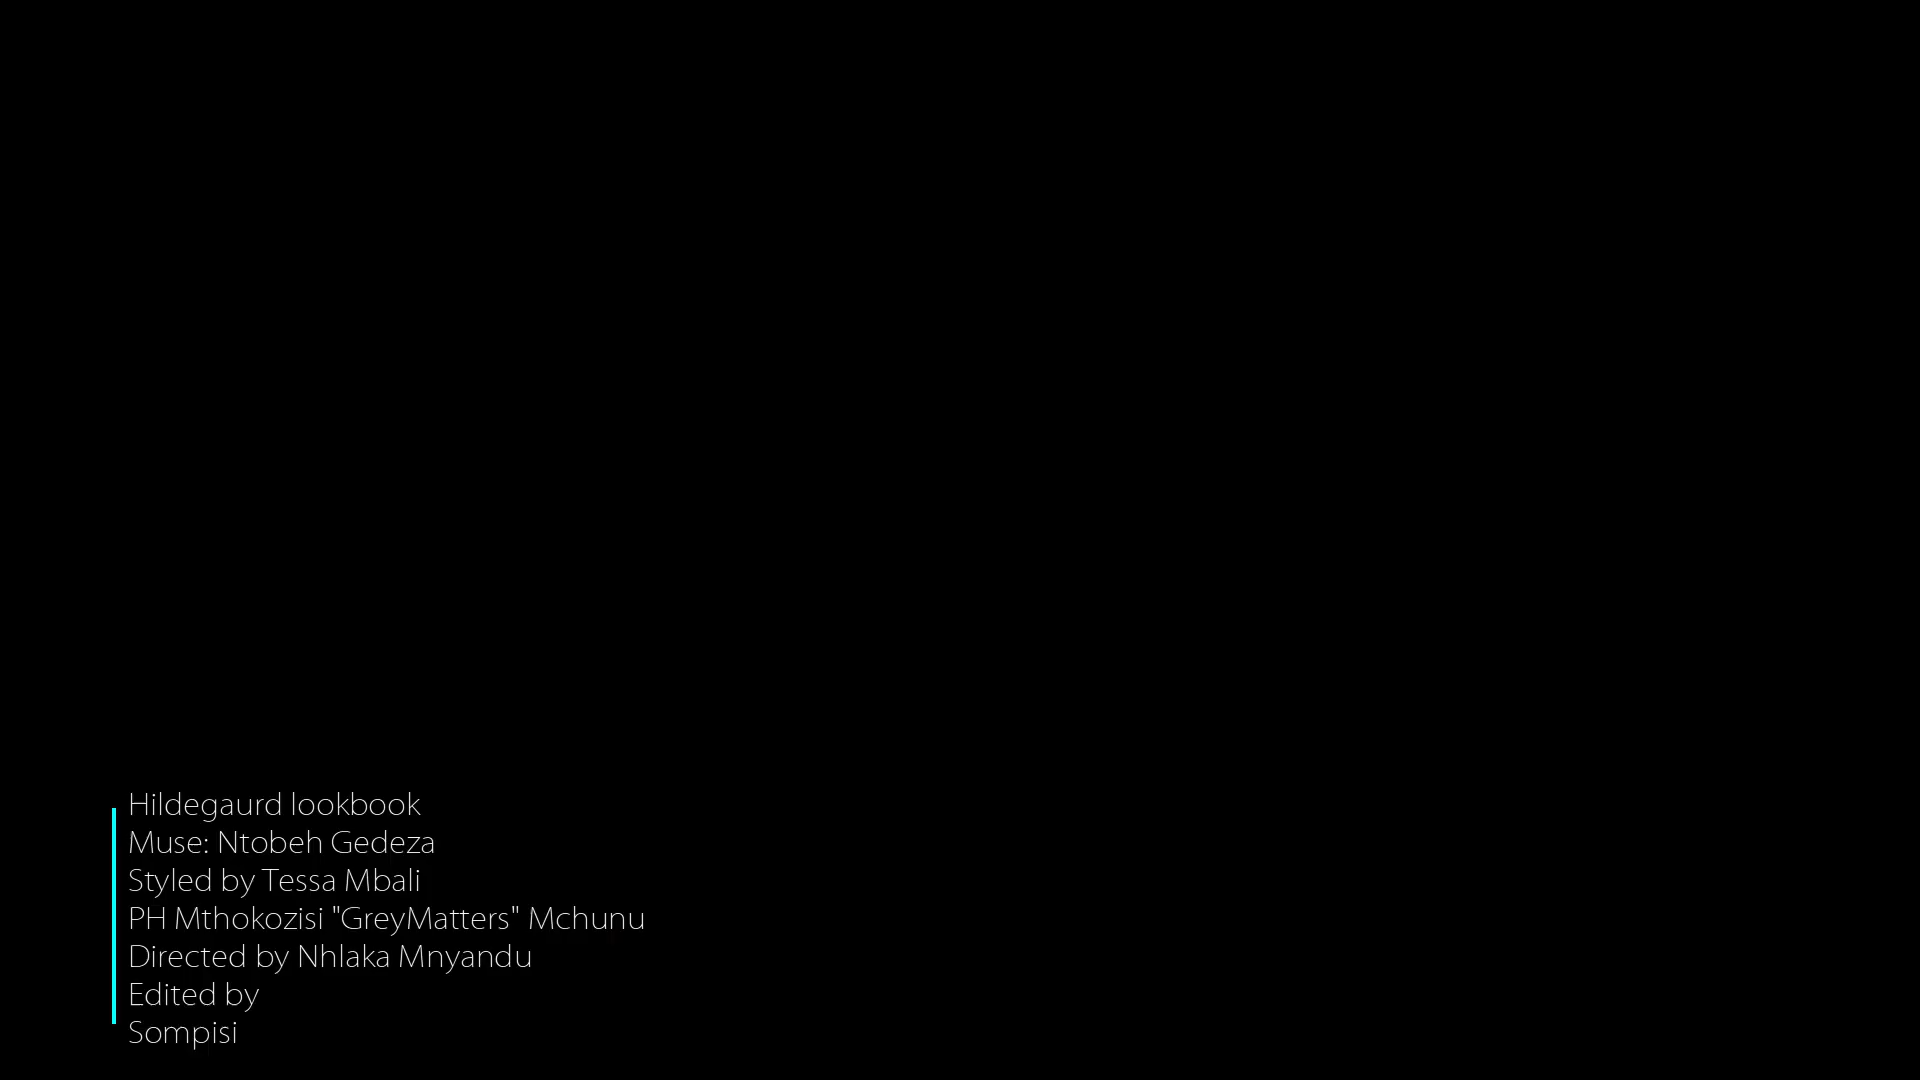 Hildegaurd lookbook
Muse: Ntobeh Gedeza
Styled by Tessa Mbali
PH Mthokozisi "GreyMatters" Mchunu
Directed by Nhlaka Mnyandu
Edited by
Sompisi